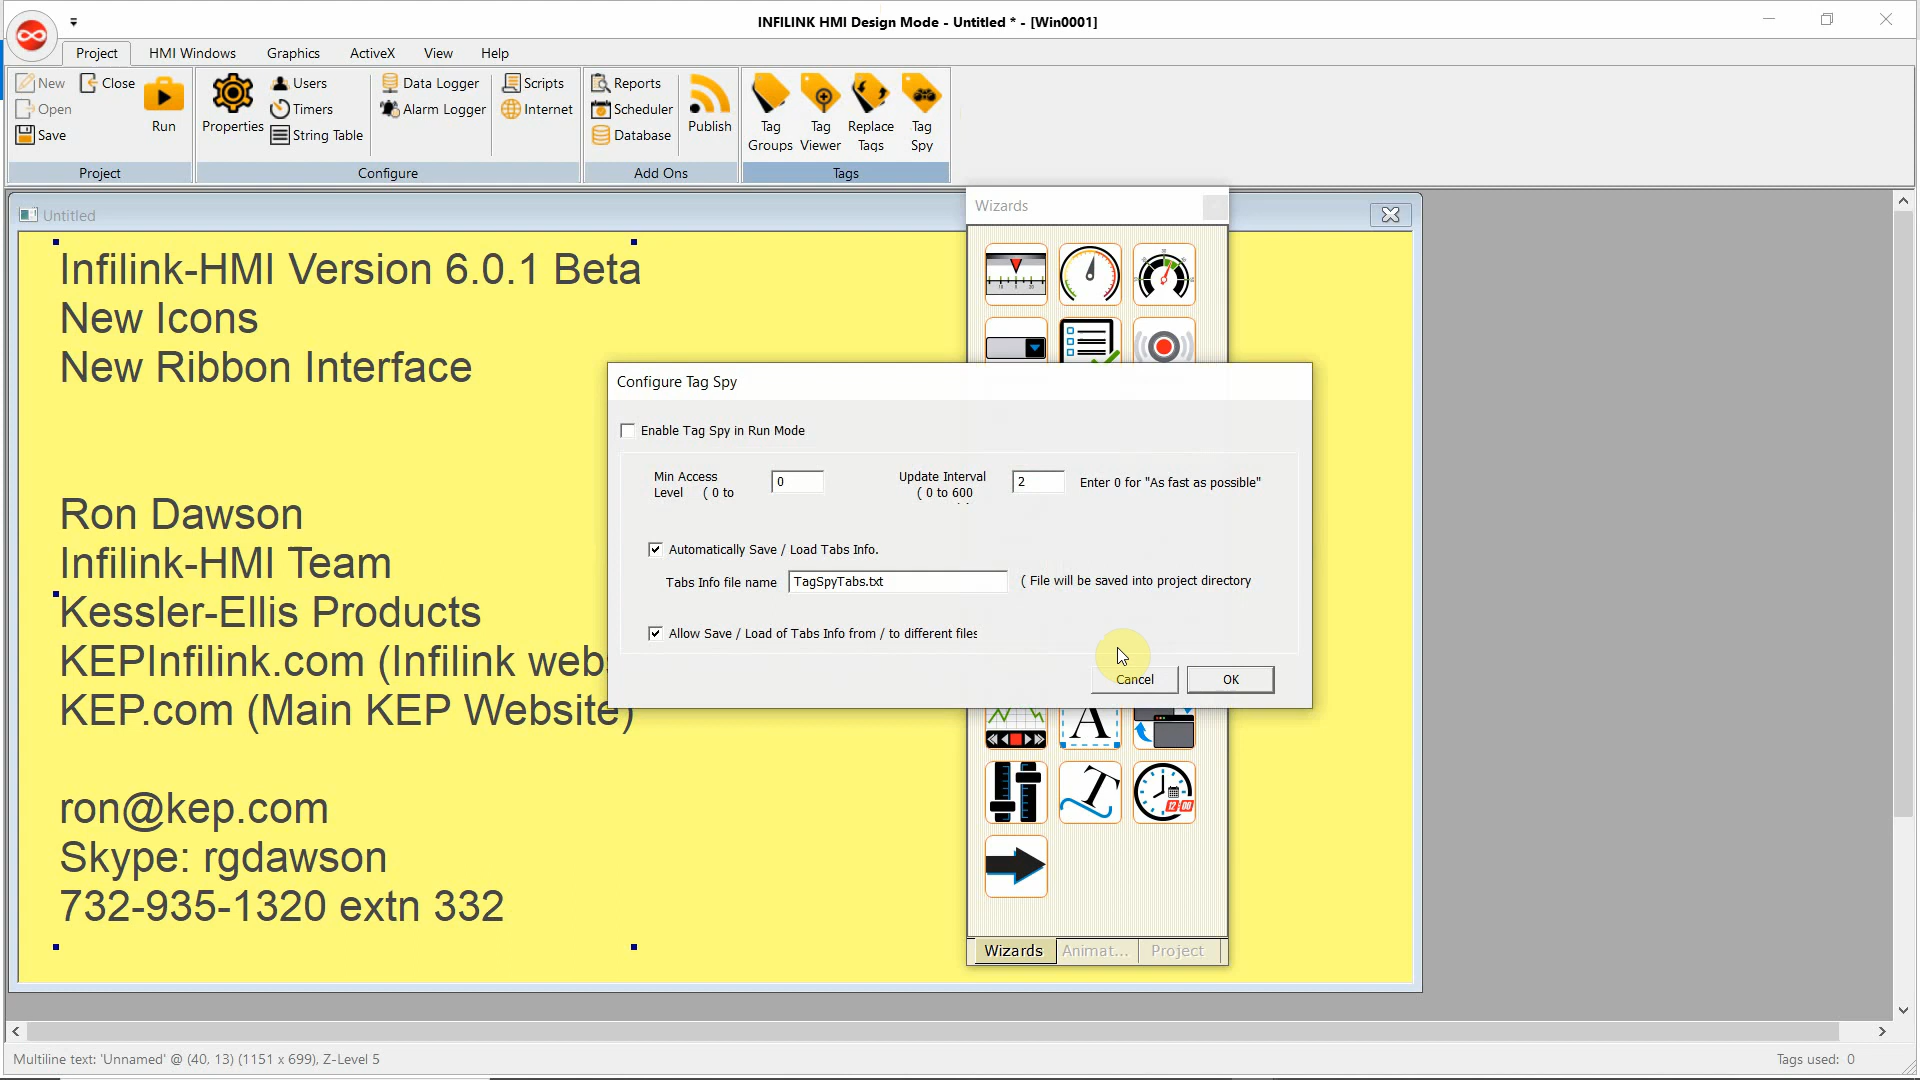 INFILINK HMI Design Mode - Untitled * - [Win0001]
Project HMI Windows Graphics ActiveX View Help
New Close
Open
Save
Run
Project
Properties
Users
Timers
String Table
Data Logger
Alarm Logger
Scripts
Internet
Configure
Reports
Scheduler
Database
Publish
Add Ons
Tag Groups
Tag Viewer
Replace Tags
Tag Spy
Tags
Untitled
Infilink-HMI Version 6.0.1 Beta
New Icons
New Ribbon Interface
Ron Dawson
Infilink-HMI Team
Kessler-Ellis Products
KEPInfilink.com (Infilink web
KEP.com (Main KEP Website)
ron@kep.com
Skype: rgdawson
732-935-1320 extn 332
Wizards
Configure Tag Spy
Enable Tag Spy in Run Mode
Min Access
Level ( 0 to
0
Update Interval
( 0 to 600
2
Enter 0 for "As fast as possible"
Automatically Save / Load Tabs Info.
Tabs Info file name
TagSpyTabs.txt
( File will be saved into project directory
Allow Save / Load of Tabs Info from / to different files
Cancel
OK
A
T
12:00
Wizards Animat... Project
Multiline text: 'Unnamed' @ (40, 13) (1151 x 699), Z-Level 5
Tags used: 0